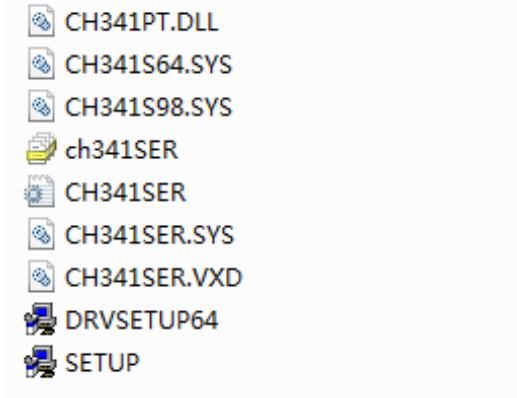 CH341PT.DLL
CH341S64.SYS
CH341S98.SYS
ch341SER
CH341SER
CH341SER.SYS
CH341SER.VXD
DRVSETUP64
SETUP